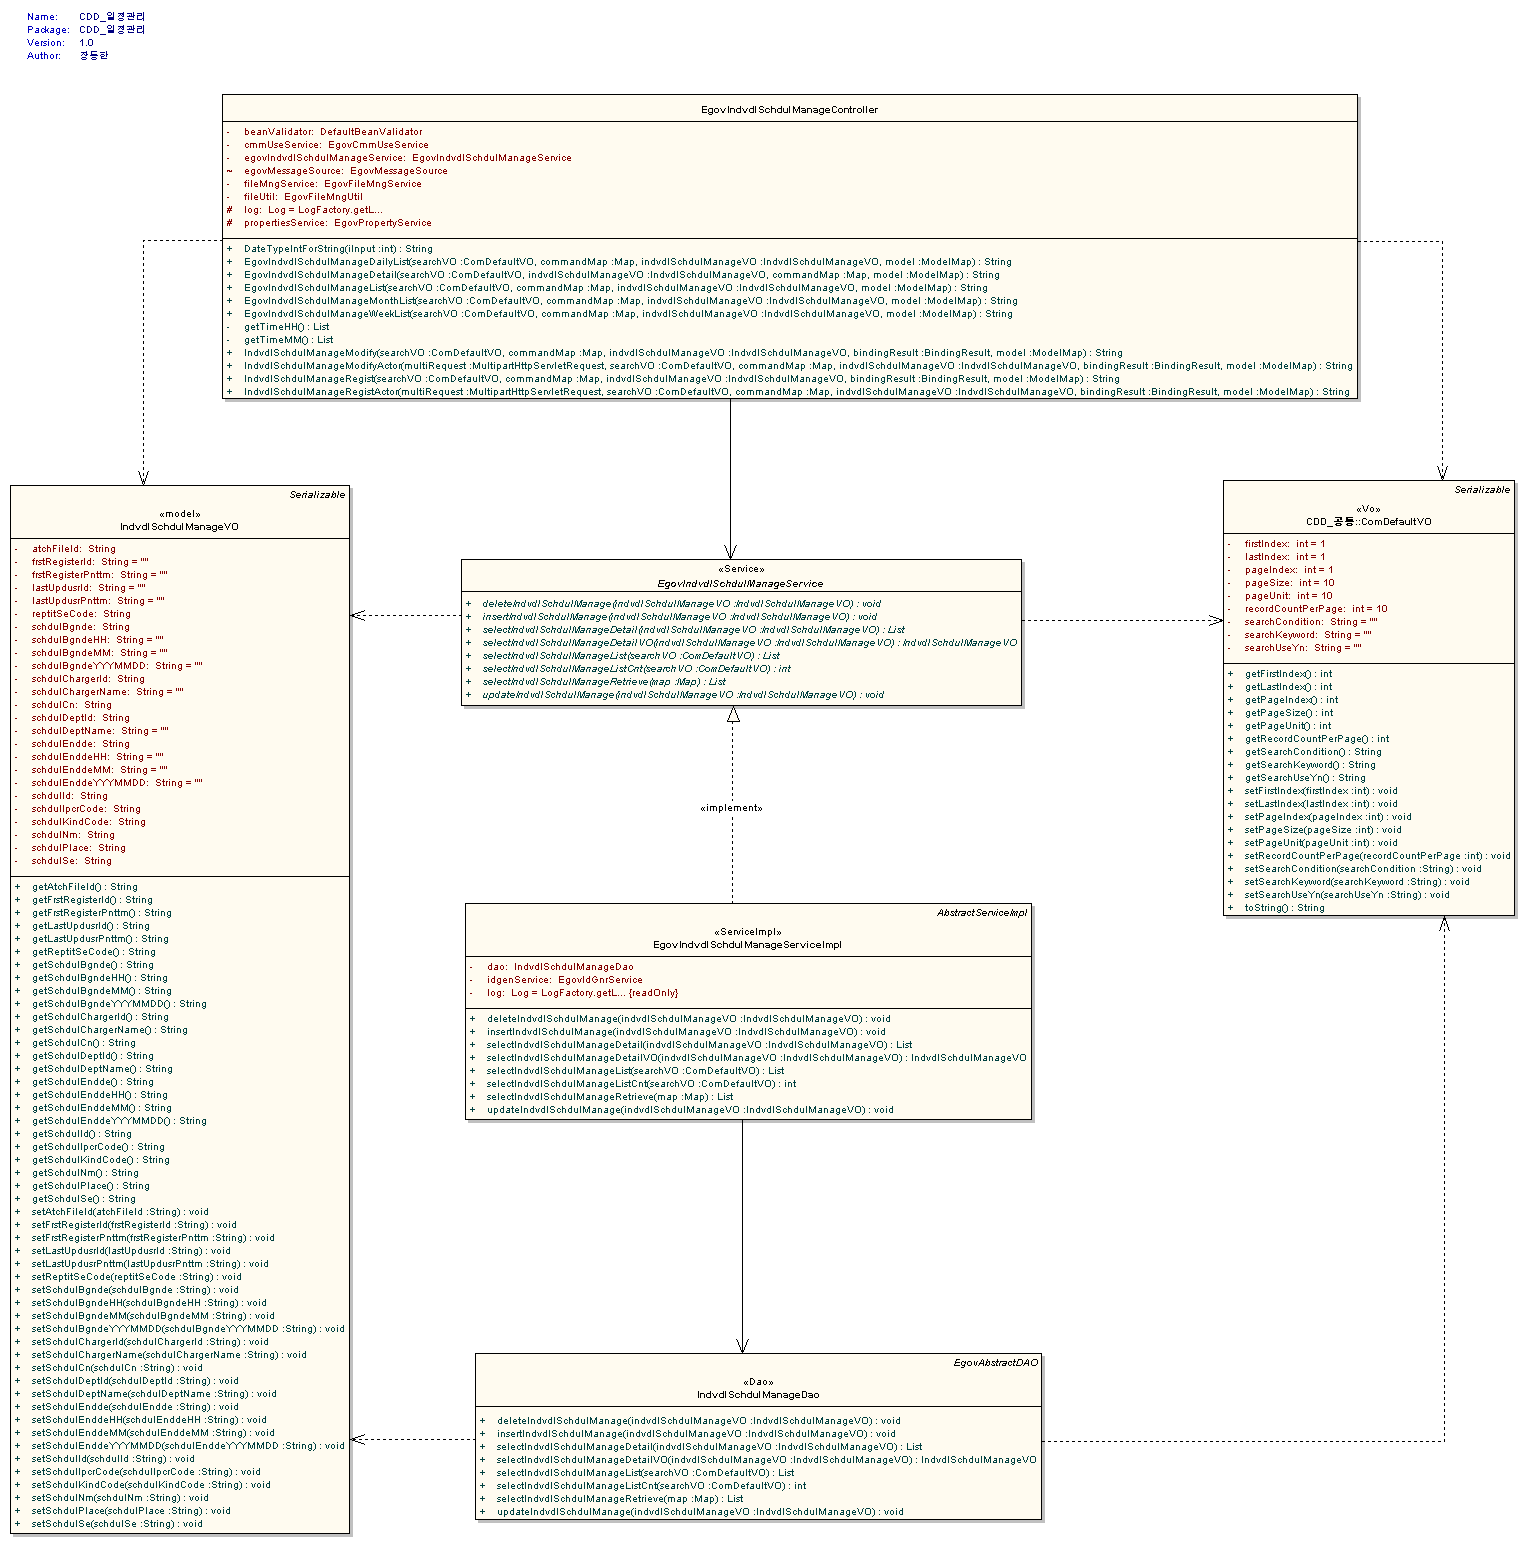 Name: CDD_일정관리
Package: CDD_일정관리
Version: 1.0
Author: 장동한
EgovIndvdlSchdulManageController
- beanValidator: DefaultBeanValidator
- cmmUseService: EgovCmmUseService
- egovIndvdlSchdulManageService: EgovIndvdlSchdulManageService
~ egovMessageSource: EgovMessageSource
- fileMngService: EgovFileMngService
- fileUtil: EgovFileMngUtil
# log: Log = LogFactory.getL...
# propertiesService: EgovPropertyService
+ DateTypeIntForString(iInput :int) : String
+ EgovIndvdlSchdulManageDailyList(searchVO :ComDefaultVO, commandMap :Map, indvdlSchdulManageVO :IndvdlSchdulManageVO, model :ModelMap) : String
+ EgovIndvdlSchdulManageDetail(searchVO :ComDefaultVO, indvdlSchdulManageVO :IndvdlSchdulManageVO, commandMap :Map, model :ModelMap) : String
+ EgovIndvdlSchdulManageList(searchVO :ComDefaultVO, commandMap :Map, indvdlSchdulManageVO :IndvdlSchdulManageVO, model :ModelMap) : String
+ EgovIndvdlSchdulManageMonthList(searchVO :ComDefaultVO, commandMap :Map, indvdlSchdulManageVO :IndvdlSchdulManageVO, model :ModelMap) : String
+ EgovIndvdlSchdulManageWeekList(searchVO :ComDefaultVO, commandMap :Map, indvdlSchdulManageVO :IndvdlSchdulManageVO, model :ModelMap) : String
- getTimeHH() : List
- getTimeMM() : List
+ IndvdlSchdulManageModify(searchVO :ComDefaultVO, commandMap :Map, indvdlSchdulManageVO :IndvdlSchdulManageVO, bindingResult :BindingResult, model :ModelMap) : String
+ IndvdlSchdulManageModifyActor(multiRequest :MultipartHttpServletRequest, searchVO :ComDefaultVO, commandMap :Map, indvdlSchdulManageVO :IndvdlSchdulManageVO, bindingResult :BindingResult, model :ModelMap) : String
+ IndvdlSchdulManageRegist(searchVO :ComDefaultVO, commandMap :Map, indvdlSchdulManageVO :IndvdlSchdulManageVO, bindingResult :BindingResult, model :ModelMap) : String
+ IndvdlSchdulManageRegistActor(multiRequest :MultipartHttpServletRequest, searchVO :ComDefaultVO, commandMap :Map, indvdlSchdulManageVO :IndvdlSchdulManageVO, bindingResult :BindingResult, model :ModelMap) : String
Serializable
«model»
IndvdlSchdulManageVO
- atchFileId: String
- frstRegisterId: String = ""
- frstRegisterPnttm: String = ""
- lastUpdusrId: String = ""
- lastUpdusrPnttm: String = ""
- reptitSeCode: String
- schdulBgnde: String
- schdulBgndeHH: String = ""
- schdulBgndeMM: String = ""
- schdulBgndeYYYMMDD: String = ""
- schdulChargerId: String
- schdulChargerName: String = ""
- schdulCn: String
- schdulDeptId: String
- schdulDeptName: String = ""
- schdulEndde: String
- schdulEnddeHH: String = ""
- schdulEnddeMM: String = ""
- schdulEnddeYYYMMDD: String = ""
- schdulId: String
- schdulIpcrCode: String
- schdulKindCode: String
- schdulNm: String
- schdulPlace: String
- schdulSe: String
+ getAtchFileId() : String
+ getFrstRegisterId() : String
+ getFrstRegisterPnttm() : String
+ getLastUpdusrId() : String
+ getLastUpdusrPnttm() : String
+ getReptitSeCode() : String
+ getSchdulBgnde() : String
+ getSchdulBgndeHH() : String
+ getSchdulBgndeMM() : String
+ getSchdulBgndeYYYMMDD() : String
+ getSchdulChargerId() : String
+ getSchdulChargerName() : String
+ getSchdulCn() : String
+ getSchdulDeptId() : String
+ getSchdulDeptName() : String
+ getSchdulEndde() : String
+ getSchdulEnddeHH() : String
+ getSchdulEnddeMM() : String
+ getSchdulEnddeYYYMMDD() : String
+ getSchdulId() : String
+ getSchdulIpcrCode() : String
+ getSchdulKindCode() : String
+ getSchdulNm() : String
+ getSchdulPlace() : String
+ getSchdulSe() : String
+ setAtchFileId(atchFileId :String) : void
+ setFrstRegisterId(frstRegisterId :String) : void
+ setFrstRegisterPnttm(frstRegisterPnttm :String) : void
+ setLastUpdusrId(lastUpdusrId :String) : void
+ setLastUpdusrPnttm(lastUpdusrPnttm :String) : void
+ setReptitSeCode(reptitSeCode :String) : void
+ setSchdulBgnde(schdulBgnde :String) : void
+ setSchdulBgndeHH(schdulBgndeHH :String) : void
+ setSchdulBgndeMM(schdulBgndeMM :String) : void
+ setSchdulBgndeYYYMMDD(schdulBgndeYYYMMDD :String) : void
+ setSchdulChargerId(schdulChargerId :String) : void
+ setSchdulChargerName(schdulChargerName :String) : void
+ setSchdulCn(schdulCn :String) : void
+ setSchdulDeptId(schdulDeptId :String) : void
+ setSchdulDeptName(schdulDeptName :String) : void
+ setSchdulEndde(schdulEndde :String) : void
+ setSchdulEnddeHH(schdulEnddeHH :String) : void
+ setSchdulEnddeMM(schdulEnddeMM :String) : void
+ setSchdulEnddeYYYMMDD(schdulEnddeYYYMMDD :String) : void
+ setSchdulId(schdulId :String) : void
+ setSchdulIpcrCode(schdulIpcrCode :String) : void
+ setSchdulKindCode(schdulKindCode :String) : void
+ setSchdulNm(schdulNm :String) : void
+ setSchdulPlace(schdulPlace :String) : void
+ setSchdulSe(schdulSe :String) : void
«Service»
EgovIndvdlSchdulManageService
+ deleteIndvdlSchdulManage(indvdlSchdulManageVO :IndvdlSchdulManageVO) : void
+ insertIndvdlSchdulManage(indvdlSchdulManageVO :IndvdlSchdulManageVO) : void
+ selectIndvdlSchdulManageDetail(indvdlSchdulManageVO :IndvdlSchdulManageVO) : List
+ selectIndvdlSchdulManageDetailVO(indvdlSchdulManageVO :IndvdlSchdulManageVO) : IndvdlSchdulManageVO
+ selectIndvdlSchdulManageList(searchVO :ComDefaultVO) : List
+ selectIndvdlSchdulManageListCnt(searchVO :ComDefaultVO) : int
+ selectIndvdlSchdulManageRetrieve(map :Map) : List
+ updateIndvdlSchdulManage(indvdlSchdulManageVO :IndvdlSchdulManageVO) : void
«implement»
AbstractServiceImpl
«ServiceImpl»
EgovIndvdlSchdulManageServiceImpl
- dao: IndvdlSchdulManageDao
- idgenService: EgovIdGnrService
- log: Log = LogFactory.getL... {readOnly}
+ deleteIndvdlSchdulManage(indvdlSchdulManageVO :IndvdlSchdulManageVO) : void
+ insertIndvdlSchdulManage(indvdlSchdulManageVO :IndvdlSchdulManageVO) : void
+ selectIndvdlSchdulManageDetail(indvdlSchdulManageVO :IndvdlSchdulManageVO) : List
+ selectIndvdlSchdulManageDetailVO(indvdlSchdulManageVO :IndvdlSchdulManageVO) : IndvdlSchdulManageVO
+ selectIndvdlSchdulManageList(searchVO :ComDefaultVO) : List
+ selectIndvdlSchdulManageListCnt(searchVO :ComDefaultVO) : int
+ selectIndvdlSchdulManageRetrieve(map :Map) : List
+ updateIndvdlSchdulManage(indvdlSchdulManageVO :IndvdlSchdulManageVO) : void
EgovAbstractDAO
«Dao»
IndvdlSchdulManageDao
+ deleteIndvdlSchdulManage(indvdlSchdulManageVO :IndvdlSchdulManageVO) : void
+ insertIndvdlSchdulManage(indvdlSchdulManageVO :IndvdlSchdulManageVO) : void
+ selectIndvdlSchdulManageDetail(indvdlSchdulManageVO :IndvdlSchdulManageVO) : List
+ selectIndvdlSchdulManageDetailVO(indvdlSchdulManageVO :IndvdlSchdulManageVO) : IndvdlSchdulManageVO
+ selectIndvdlSchdulManageList(searchVO :ComDefaultVO) : List
+ selectIndvdlSchdulManageListCnt(searchVO :ComDefaultVO) : int
+ selectIndvdlSchdulManageRetrieve(map :Map) : List
+ updateIndvdlSchdulManage(indvdlSchdulManageVO :IndvdlSchdulManageVO) : void
Serializable
«Vo»
CDD_공통::ComDefaultVO
- firstIndex: int = 1
- lastIndex: int = 1
- pageIndex: int = 1
- pageSize: int = 10
- pageUnit: int = 10
- recordCountPerPage: int = 10
- searchCondition: String = ""
- searchKeyword: String = ""
- searchUseYn: String = ""
+ getFirstIndex() : int
+ getLastIndex() : int
+ getPageIndex() : int
+ getPageSize() : int
+ getPageUnit() : int
+ getRecordCountPerPage() : int
+ getSearchCondition() : String
+ getSearchKeyword() : String
+ getSearchUseYn() : String
+ setFirstIndex(firstIndex :int) : void
+ setLastIndex(lastIndex :int) : void
+ setPageIndex(pageIndex :int) : void
+ setPageSize(pageSize :int) : void
+ setPageUnit(pageUnit :int) : void
+ setRecordCountPerPage(recordCountPerPage :int) : void
+ setSearchCondition(searchCondition :String) : void
+ setSearchKeyword(searchKeyword :String) : void
+ setSearchUseYn(searchUseYn :String) : void
+ toString() : String